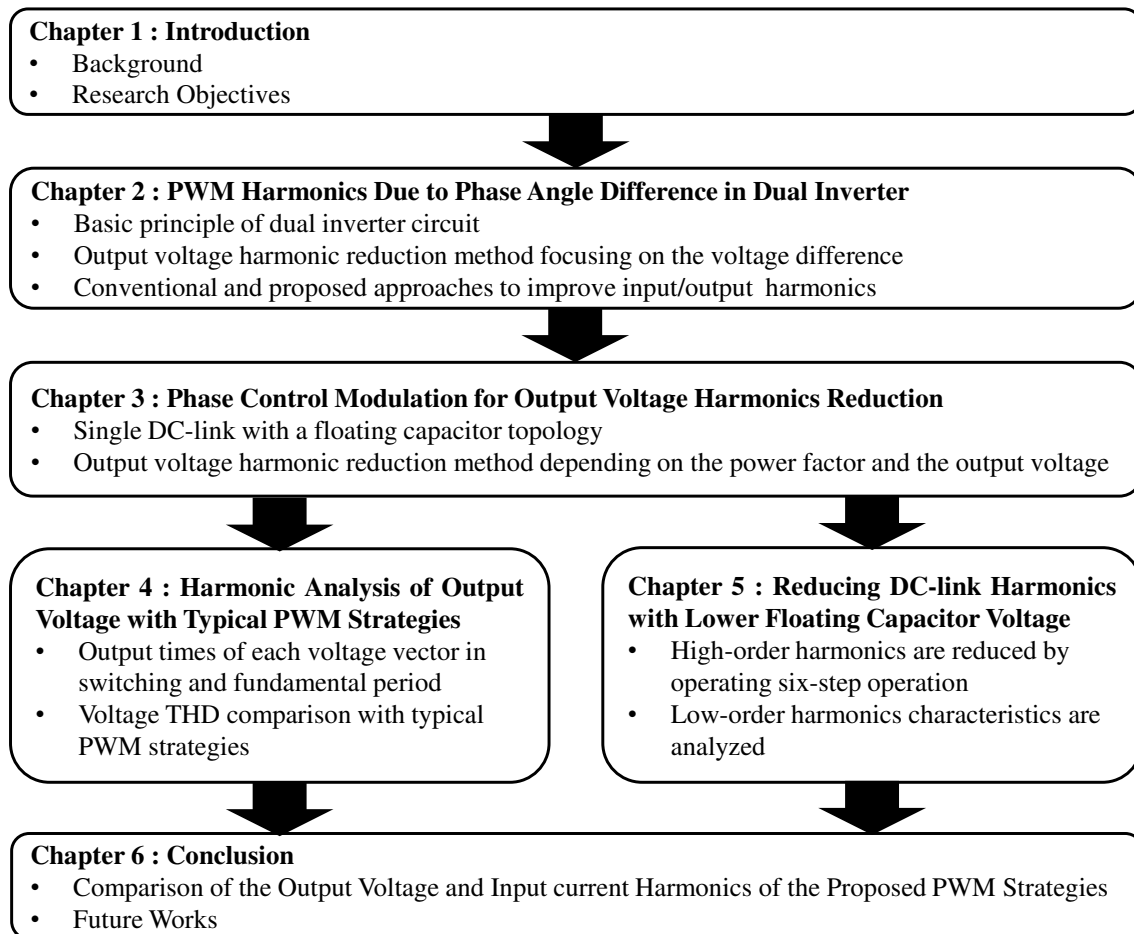 Chapter 1 : Introduction
• Background
• Research Objectives
Chapter 2 : PWM Harmonics Due to Phase Angle Difference in Dual Inverter
• Basic principle of dual inverter circuit
• Output voltage harmonic reduction method focusing on the voltage difference
• Conventional and proposed approaches to improve input/output harmonics
Chapter 3 : Phase Control Modulation for Output Voltage Harmonics Reduction
• Single DC-link with a floating capacitor topology
• Output voltage harmonic reduction method depending on the power factor and the output voltage
Chapter 4 : Harmonic Analysis of Output
Voltage with Typical PWM Strategies
• Output times of each voltage vector in
switching and fundamental period
• Voltage THD comparison with typical
PWM strategies
Chapter 5 : Reducing DC-link Harmonics
with Lower Floating Capacitor Voltage
• High-order harmonics are reduced by
operating six-step operation
• Low-order harmonics characteristics are
analyzed
Chapter 6 : Conclusion
• Comparison of the Output Voltage and Input current Harmonics of the Proposed PWM Strategies
• Future Works